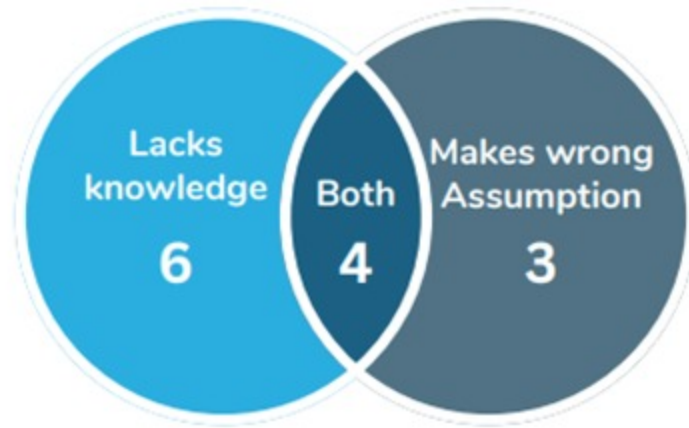 Lacks
knowledge
6
Both
4
Makes wrong
Assumption
3